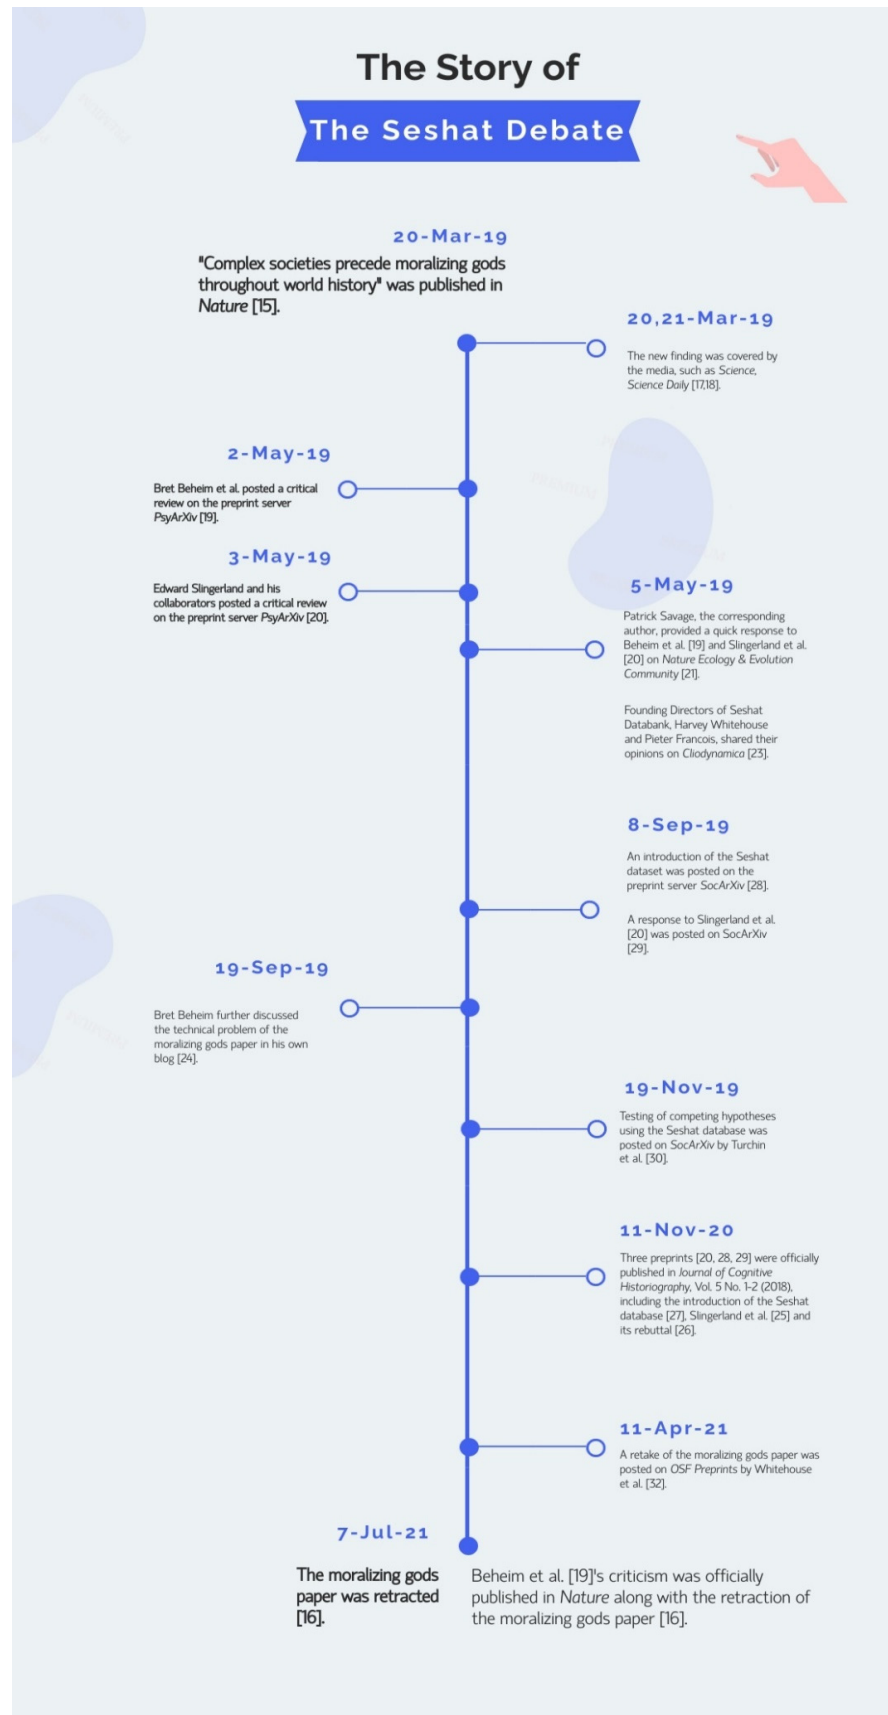 The Story of
The Seshat Debate
20-Mar-19
"Complex societies precede moralizing gods
throughout world history" was published in
Nature [15].
20,21-Mar-19
The new finding was covered by
the media, such as Science,
Science Daily [17,18].
2-May-19
Bret Beheim et al. posted a critical
review on the preprint server
PsyArXiv [19].
3-May-19
Edward Slingerland and his
collaborators posted a critical review
on the preprint server PsyArXiv [20].
5-May-19
Patrick Savage, the corresponding
author, provided a quick response to
Beheim et al. [19] and Slingerland et al.
[20] on Nature Ecology & Evolution
Community [21].
Founding Directors of Seshat
Databank, Harvey Whitehouse
and Pieter Francois, shared their
opinions on Cliodynamica [23].
8-Sep-19
An introduction of the Seshat
dataset was posted on the
preprint server SocArXiv [28].
A response to Slingerland et al.
[20] was posted on SocArXiv
[29].
19-Sep-19
Bret Beheim further discussed
the technical problem of the
moralizing gods paper in his own
blog [24].
19-Nov-19
Testing of competing hypotheses
using the Seshat database was
posted on SocArXiv by Turchin
et al. [30].
11-Nov-20
Three preprints [20, 28, 29] were officially
published in Journal of Cognitive
Historiography, Vol. 5 No. 1-2 (2018),
including the introduction of the Seshat
database [27], Slingerland et al. [25] and
its rebuttal [26].
11-Apr-21
A retake of the moralizing gods paper was
posted on OSF Preprints by Whitehouse
et al. [32].
7-Jul-21
The moralizing gods
paper was retracted
[16].
Beheim et al. [19]'s criticism was officially
published in Nature along with the retraction of
the moralizing gods paper [16].